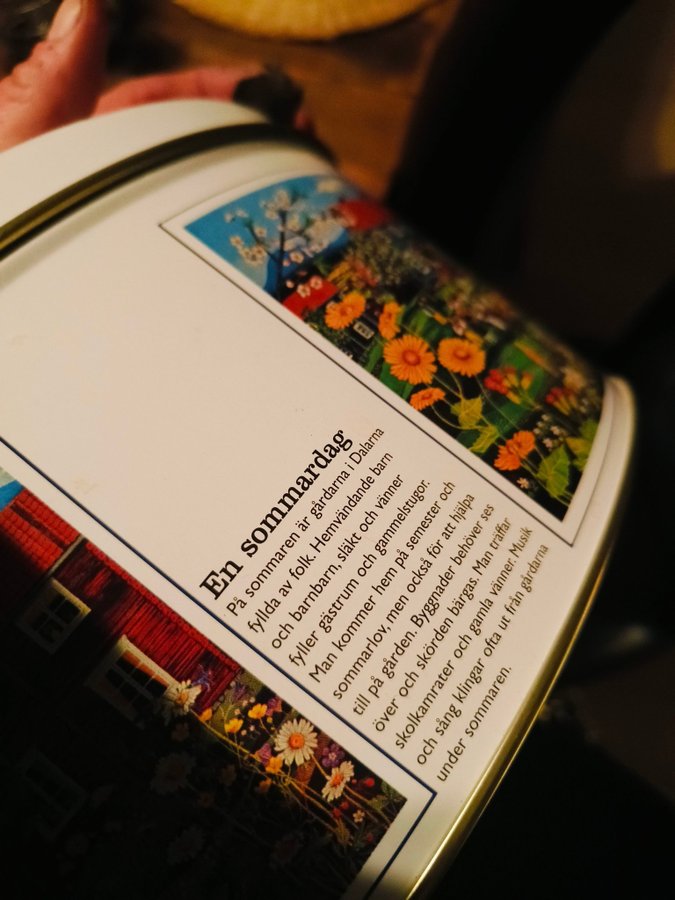 En sommardag
På sommaren är gårdarna i Dalarna
fyllda av folk. Hemvändande barn
och barnbarn, släkt och vänner
fyller gästrum och gammelstugor.
Man kommer hem på semester och
sommarlov, men också för att hjälpa
till på gården. Byggnader behöver ses
över och skörden bärgas. Man träffar
skolkamrater och gamla vänner. Musik
och sång klingar ofta ut från gårdarna
under sommaren.